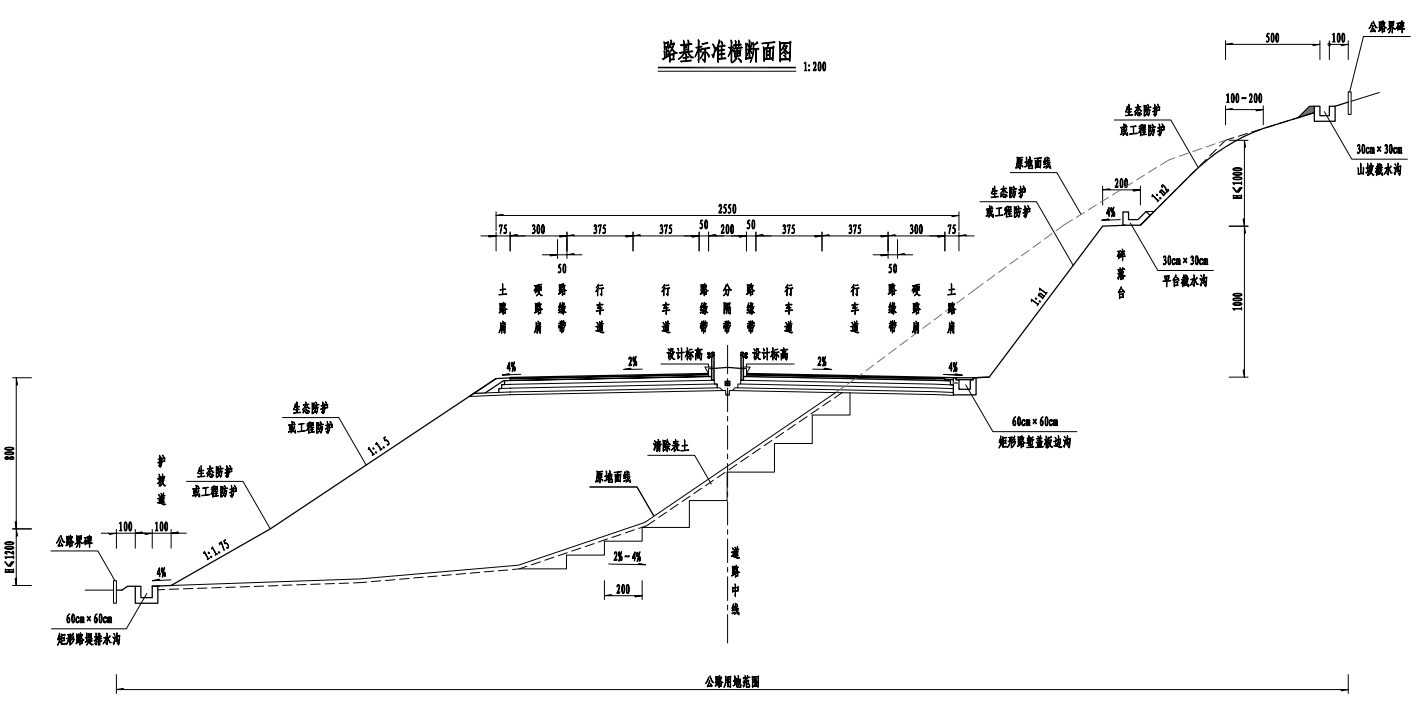 路基标准横断面图
1:200
公路界碑
500
100
100~200
生态防护
或工程防护
30cm×30cm
山坡截水沟
原地面线
200
H≤1000
生态防护
或工程防护
1:n2
4%
2550
75
300
375
375
50
200
50
375
375
300
75
50
50
碎落台
30cm×30cm
平台截水沟
1:n1
1000
土路肩
硬路肩
路缘带
行车道
行车道
路缘带
分隔带
路缘带
行车道
行车道
路缘带
硬路肩
土路肩
设计标高
设计标高
4%
2%
2%
4%
60cm×60cm
矩形路堑盖板边沟
生态防护
或工程防护
1:1.5
清除表土
800
护坡道
生态防护
或工程防护
原地面线
100
100
公路界碑
1:1.75
H≤1200
4%
2%~4%
道路中线
200
60cm×60cm
矩形路堤排水沟
公路用地范围